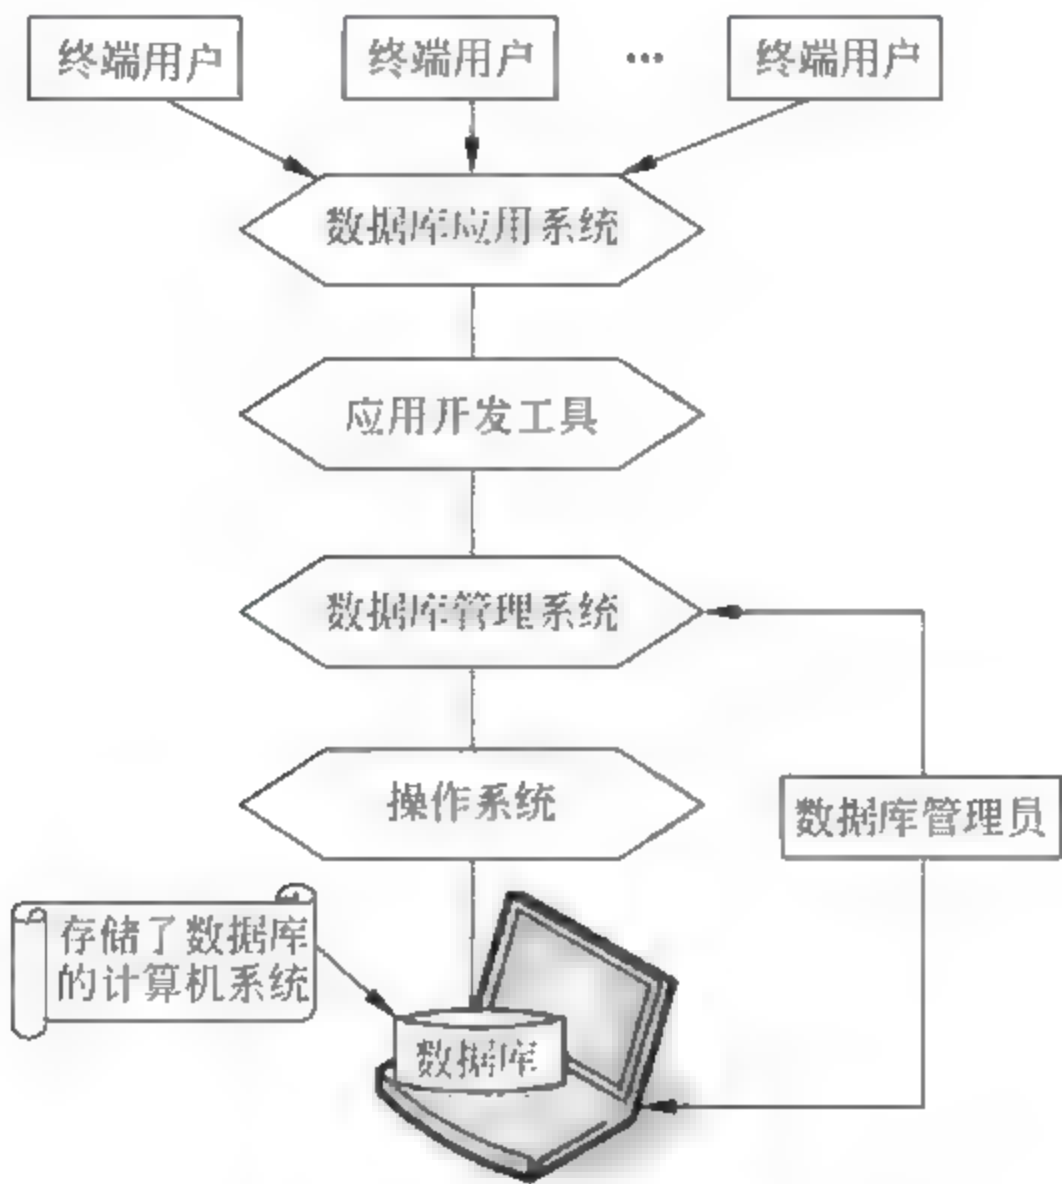 终端用户
终端用户
...
终端用户
数据库应用系统
应用开发工具
数据库管理系统
操作系统
数据库管理员
存储了数据库
的计算机系统
数据库